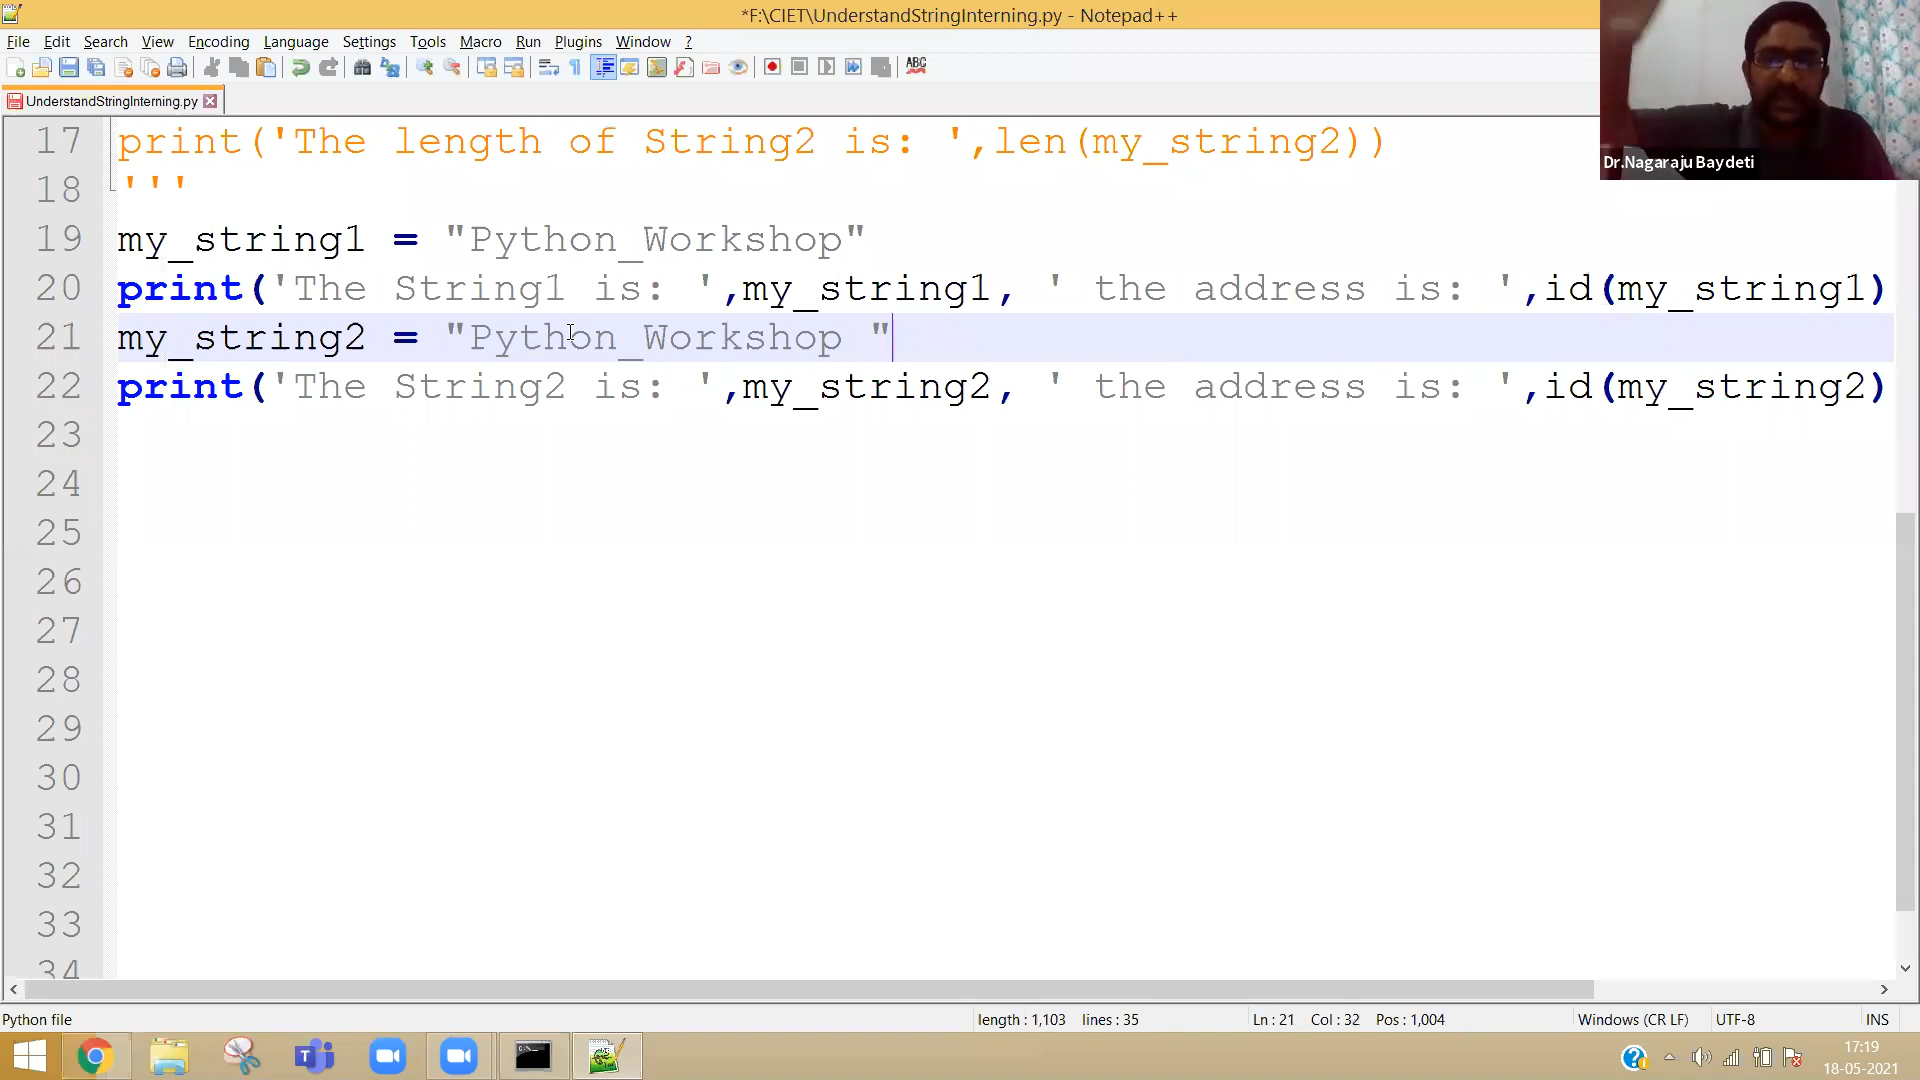 *F:\CIET\UnderstandStringInterning.py - Notepad++
File Edit Search View Encoding Language Settings Tools Macro Run Plugins Window ?
ABC
UnderstandStringInterning.py
Dr.Nagaraju Baydeti
17 print('The length of String2 is: ',len(my_string2))
18 '''
19 my_string1 = "Python_Workshop"
20 print('The String1 is: ',my_string1, ' the address is: ',id(my_string1)
21 my_string2 = "Python_Workshop "
22 print('The String2 is: ',my_string2, ' the address is: ',id(my_string2)
23
24
25
26
27
28
29
30
31
32
33
34
Python file length : 1,103 lines : 35 Ln : 21 Col : 32 Pos : 1,004 Windows (CR LF) UTF-8 INS
17:19
18-05-2021